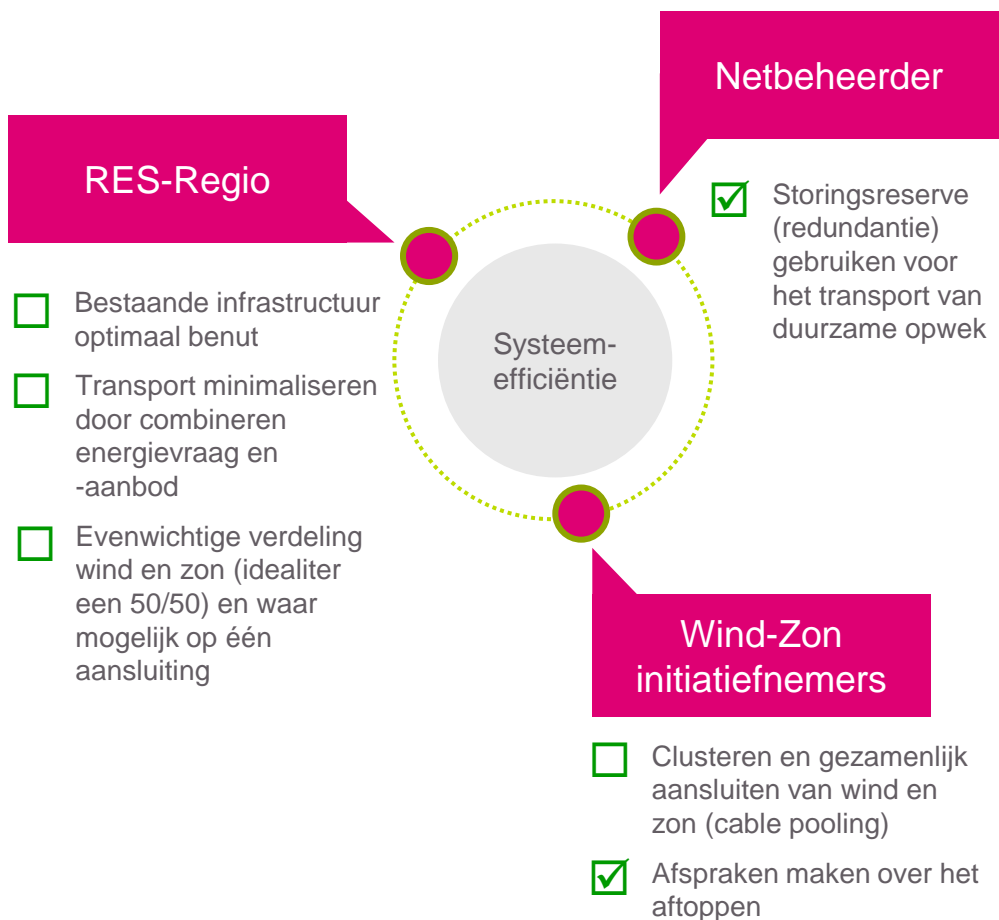 Netbeheerder
Storingsreserve
(redundantie)
gebruiken voor
het transport van
duurzame opwek
RES-Regio
Bestaande infrastructuur
optimaal benut
Transport minimaliseren
door combineren
energievraag en
-aanbod
Evenwichtige verdeling
wind en zon (idealiter
een 50/50) en waar
mogelijk op één
aansluiting
Systeem-
efficiëntie
Wind-Zon
initiatiefnemers
Clusteren en gezamenlijk
aansluiten van wind en
zon (cable pooling)
Afspraken maken over het
aftoppen